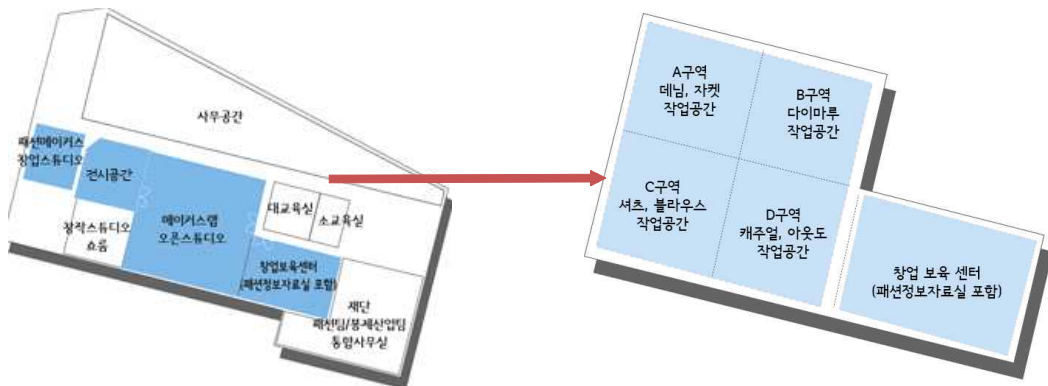 사무공간
패션메이커스
창업스튜디오
전시공간
창작스튜디오
쇼룸
메이커스랩
오픈스튜디오
대교육실
소교육실
창업보육센터
(패션정보자료실 포함)
재단
패션팀/봉제산업팀
통합사무실
A구역
데님, 자켓
작업공간
B구역
다이마루
작업공간
C구역
셔츠, 블라우스
작업공간
D구역
캐주얼, 아웃도
작업공간
창업 보육 센터
(패션정보자료실 포함)